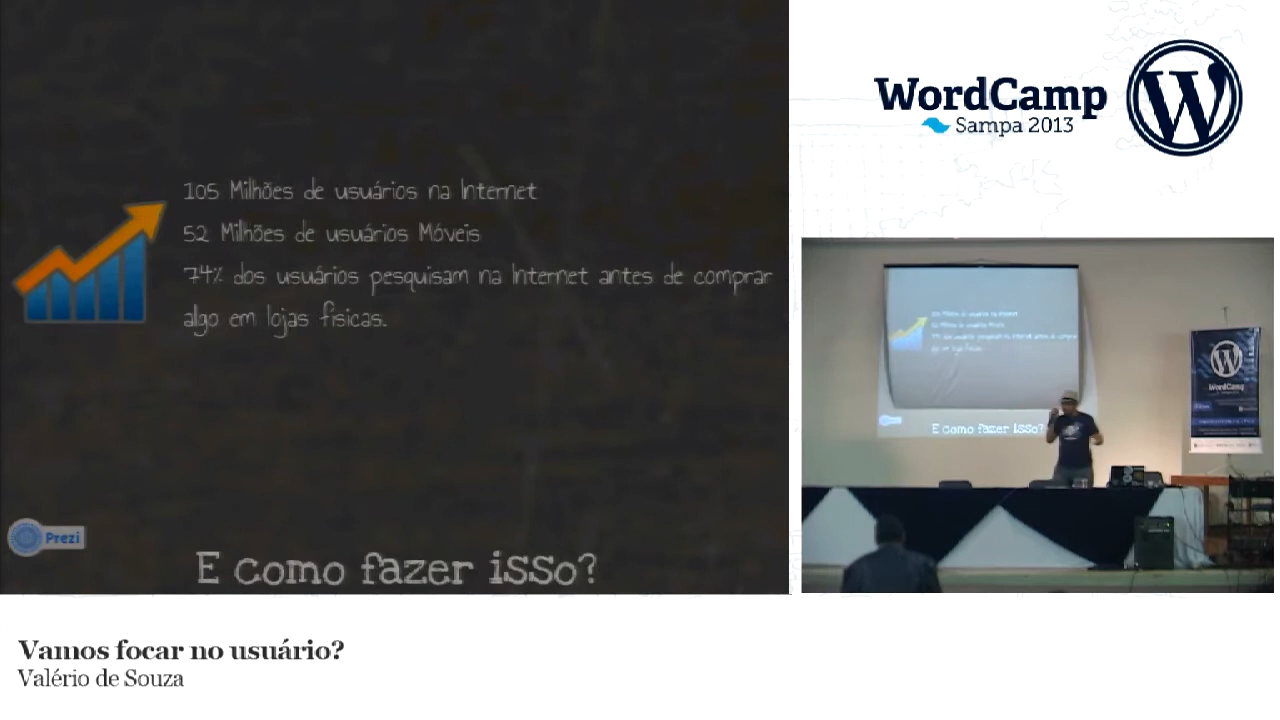 105 Milhões de usuários na Internet
52 Milhões de usuários Móveis
74% dos usuários pesquisam na Internet antes de comprar
algo em lojas físicas.
Prezi
E como fazer isso?
WordCamp
Sampa 2013
E como fazer isso?
WordCamp
Vamos focar no usuário?
Valério de Souza